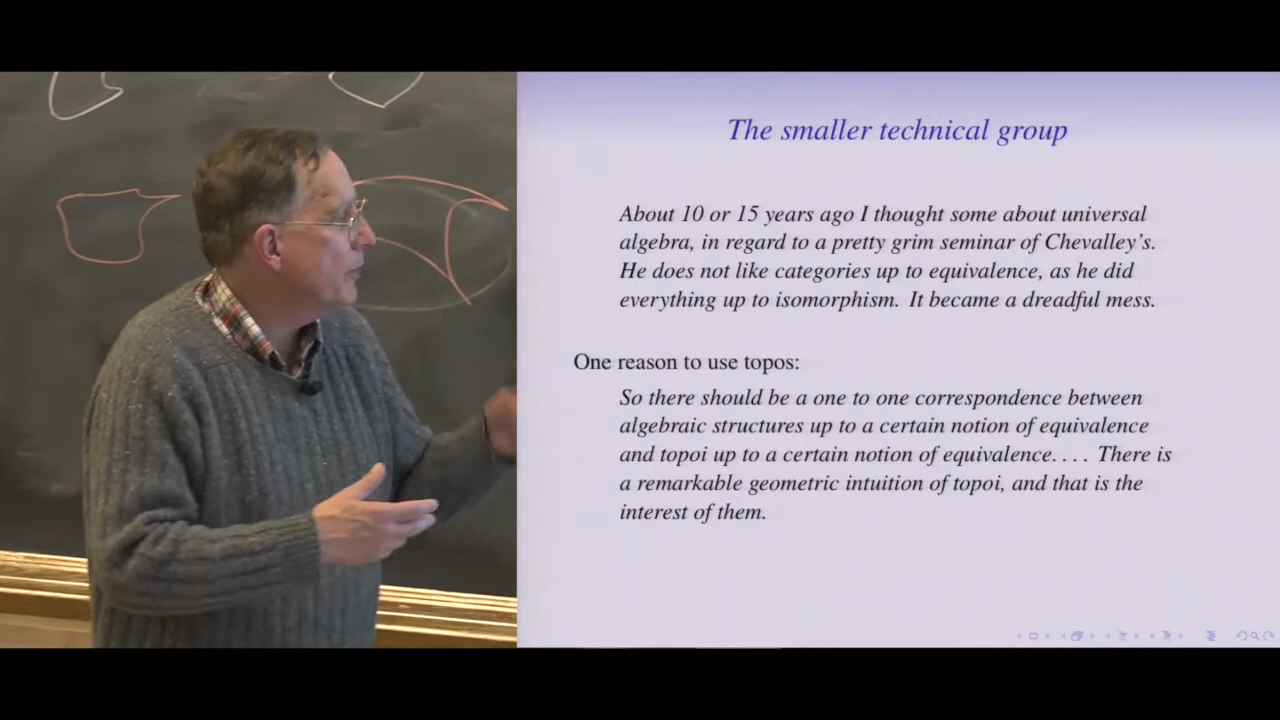 The smaller technical group
About 10 or 15 years ago I thought some about universal
algebra, in regard to a pretty grim seminar of Chevalley's.
He does not like categories up to equivalence, as he did
everything up to isomorphism. It became a dreadful mess.
One reason to use topos:
So there should be a one to one correspondence between
algebraic structures up to a certain notion of equivalence
and topoi up to a certain notion of equivalence. . . . There is
a remarkable geometric intuition of topoi, and that is the
interest of them.